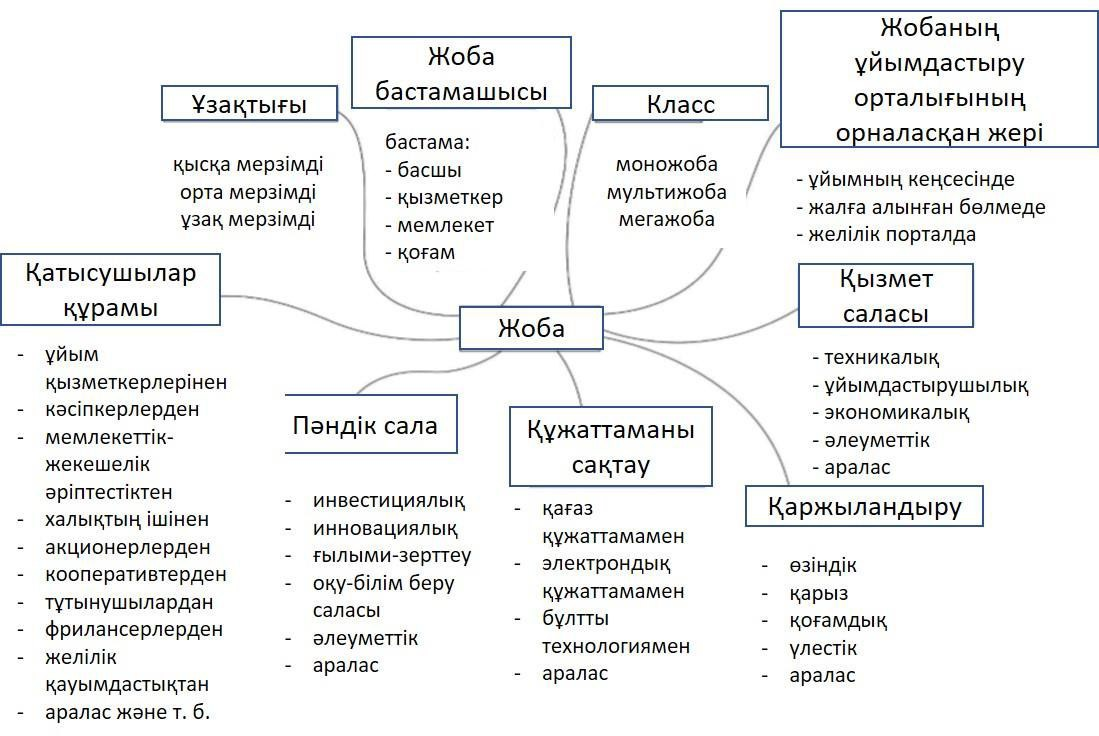 Жобаның
ұйымдастыру
орталығының
орналасқан жері
Жоба
бастамашысы
Ұзақтығы
Класс
қысқа мерзімді
орта мерзімді
ұзақ мерзімді
бастама:
- басшы
- қызметкер
- мемлекет
- қоғам
моножоба
мультижоба
мегажоба
- ұйымның кеңсесінде
- жалға алынған бөлмеде
- желілік порталда
Қатысушылар
құрамы
Жоба
Қызмет
саласы
- ұйым
қызметкерлерінен
- кәсіпкерлерден
- мемлекеттік-
жекешелік
әріптестіктен
- халықтың ішінен
- акционерлерден
- кооперативтерден
- тұтынушылардан
- фрилансерлерден
- желілік
қауымдастықтан
- аралас және т. б.
Пәндік сала
- инвестициялық
- инновациялық
- ғылыми-зерттеу
- оқу-білім беру
саласы
- әлеуметтік
- аралас
Құжаттаманы
сақтау
- қағаз
құжаттамамен
- электрондық
құжаттамамен
- бұлтты
технологиямен
- аралас
- техникалық
- ұйымдастырушылық
- экономикалық
- әлеуметтік
- аралас
Қаржыландыру
- өзіндік
- қарыз
- қоғамдық
- үлестік
- аралас